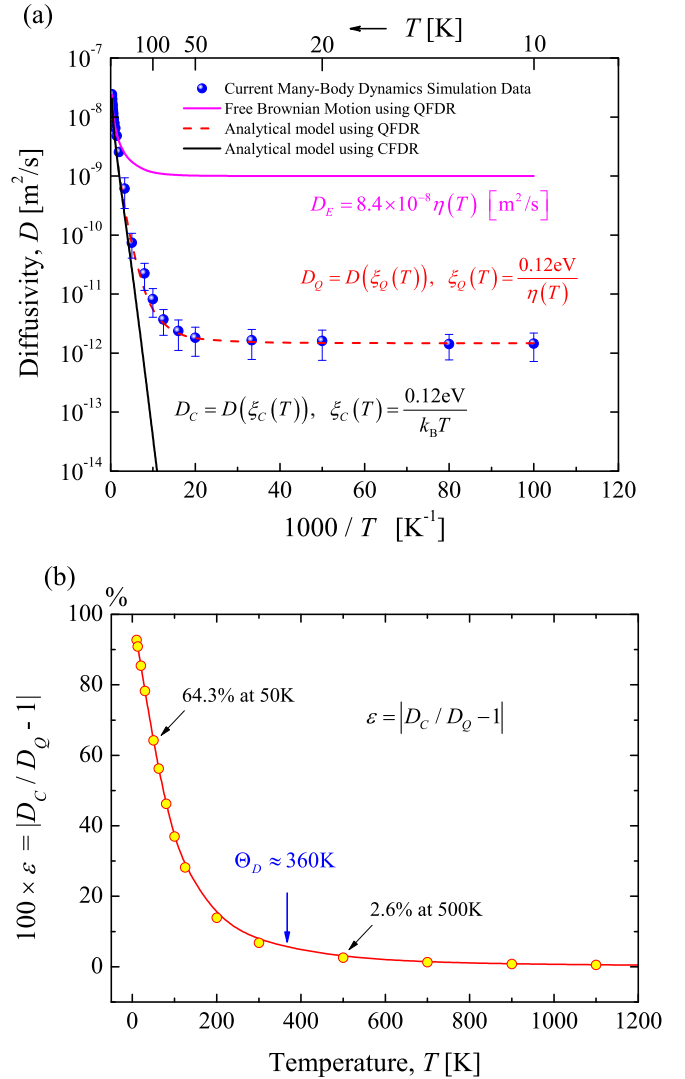 (a)
T [K]
100 50 20 10
10⁻⁷
10⁻⁸
10⁻⁹
10⁻¹⁰
10⁻¹¹
10⁻¹²
10⁻¹³
10⁻¹⁴
Diffusivity, D [m²/s]
Current Many-Body Dynamics Simulation Data
Free Brownian Motion using QFDR
Analytical model using QFDR
Analytical model using CFDR
D_E = 8.4×10⁻⁸ η(T) [m²/s]
D_Q = D(ξ_Q(T)), ξ_Q(T) = 0.12eV / η(T)
D_C = D(ξ_C(T)), ξ_C(T) = 0.12eV / k_B T
0 20 40 60 80 100 120
1000 / T [K⁻¹]
(b)
%
100
80
60
40
20
0
100 × ε = |D_C / D_Q - 1|
64.3% at 50K
ε = |D_C / D_Q − 1|
Θ_D ≈ 360K
2.6% at 500K
0 200 400 600 800 1000 1200
Temperature, T [K]